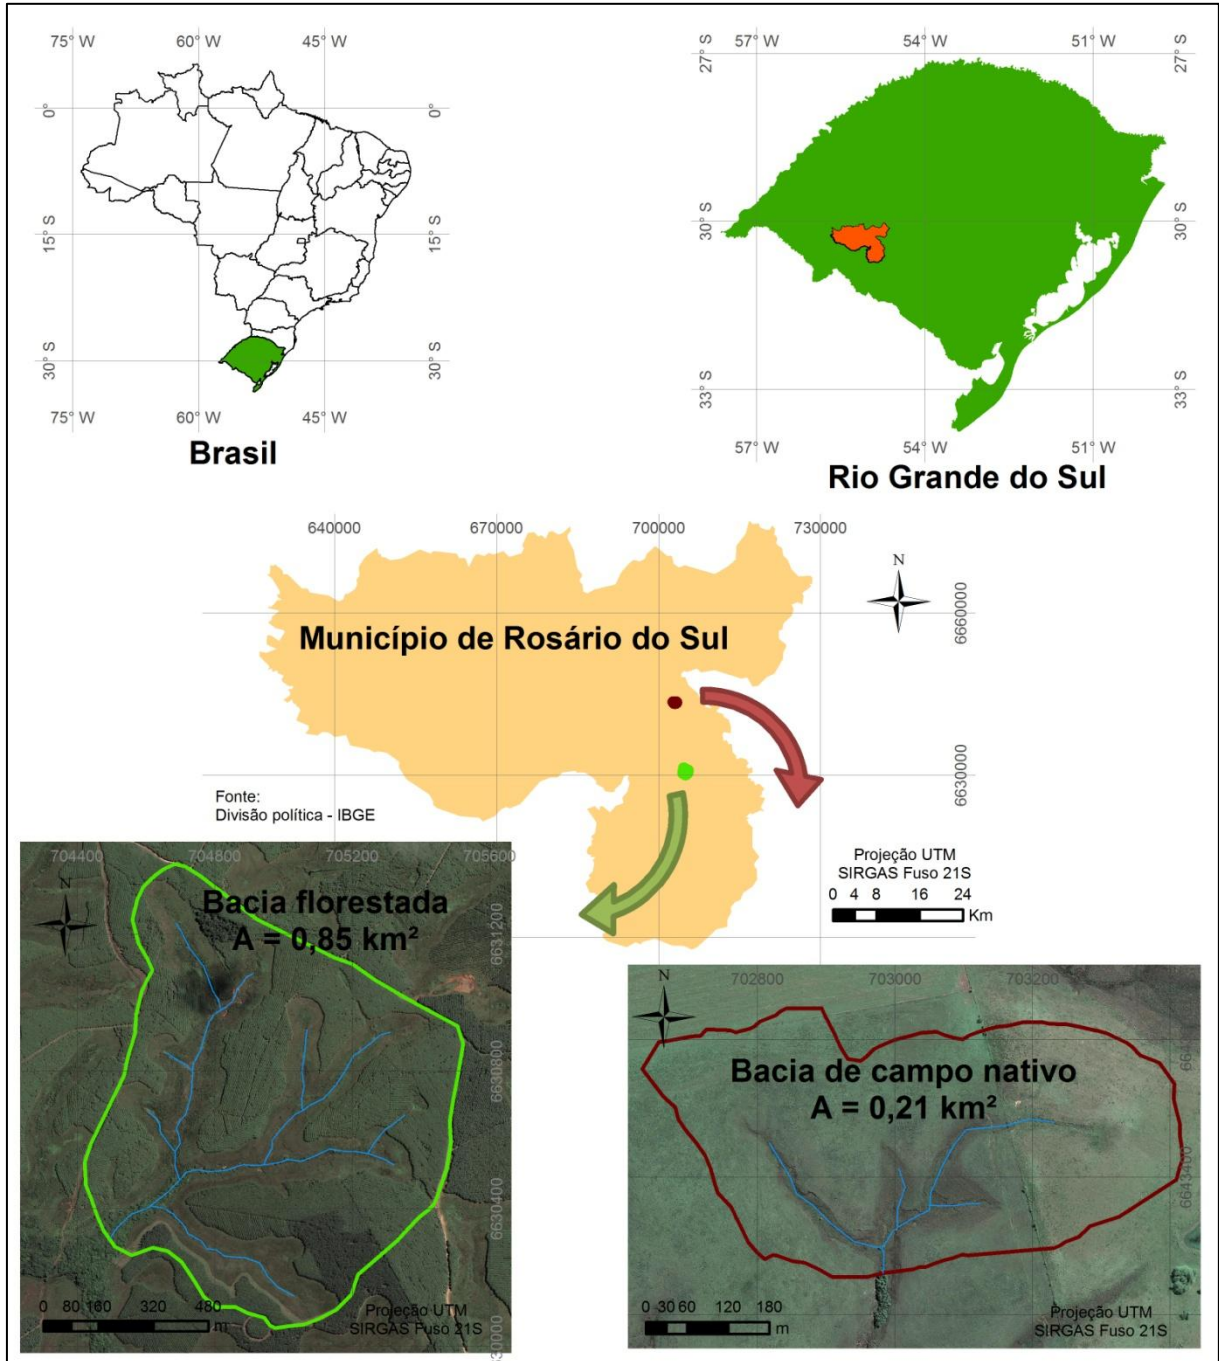 75° W 60° W 45° W
0° 0°
15° S 15° S
30° S 30° S
75° W 60° W 45° W
Brasil
57° W 54° W 51° W
27° S 27° S
30° S 30° S
33° S 33° S
57° W 54° W 51° W
Rio Grande do Sul
640000 670000 700000 730000
N
6660000
Município de Rosário do Sul
6630000
Fonte:
Divisão política - IBGE
Projeção UTM
SIRGAS Fuso 21S
0 4 8 16 24
Km
704400 704800 705200 705600
N
Bacia florestada
A = 0,85 km²
6631200
6630800
6630400
6630000
0 80 160 320 480
m
Projeção UTM
SIRGAS Fuso 21S
702800 703000 703200
N
Bacia de campo nativo
A = 0,21 km²
6643400
0 30 60 120 180
m
Projeção UTM
SIRGAS Fuso 21S